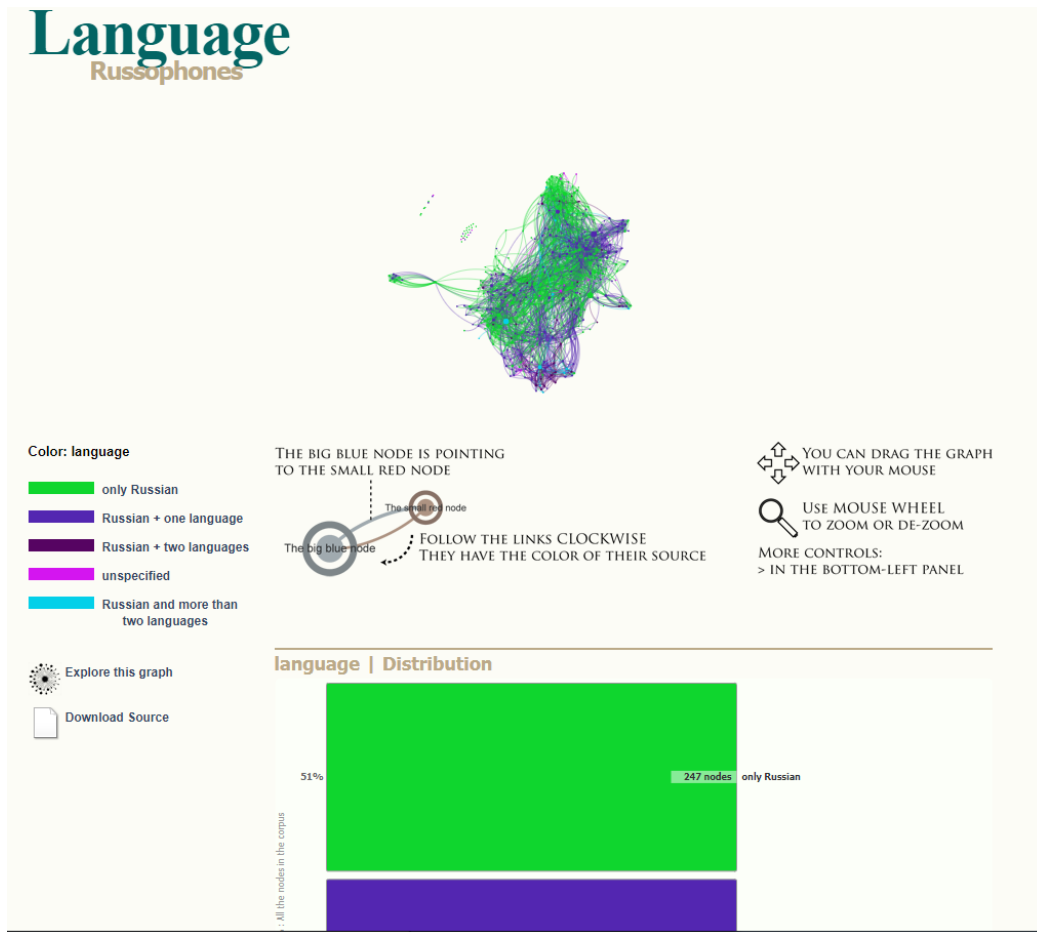 Language
Russophones
Color: language
only Russian
Russian + one language
Russian + two languages
unspecified
Russian and more than
two languages
Explore this graph
Download Source
THE BIG BLUE NODE IS POINTING
TO THE SMALL RED NODE
The small red node
The big blue node
FOLLOW THE LINKS CLOCKWISE
THEY HAVE THE COLOR OF THEIR SOURCE
YOU CAN DRAG THE GRAPH
WITH YOUR MOUSE
USE MOUSE WHEEL
TO ZOOM OR DE-ZOOM
MORE CONTROLS:
> IN THE BOTTOM-LEFT PANEL
language | Distribution
51%
247 nodes only Russian
: All the nodes in the corpus